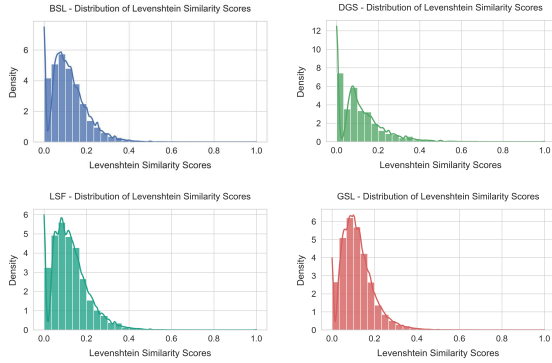 BSL - Distribution of Levenshtein Similarity Scores
Density
6
4
2
0
0.0 0.2 0.4 0.6 0.8 1.0
Levenshtein Similarity Scores
DGS - Distribution of Levenshtein Similarity Scores
Density
12
10
8
6
4
2
0
0.0 0.2 0.4 0.6 0.8 1.0
Levenshtein Similarity Scores
LSF - Distribution of Levenshtein Similarity Scores
Density
6
5
4
3
2
1
0
0.0 0.2 0.4 0.6 0.8 1.0
Levenshtein Similarity Scores
GSL - Distribution of Levenshtein Similarity Scores
Density
6
5
4
3
2
1
0
0.0 0.2 0.4 0.6 0.8 1.0
Levenshtein Similarity Scores